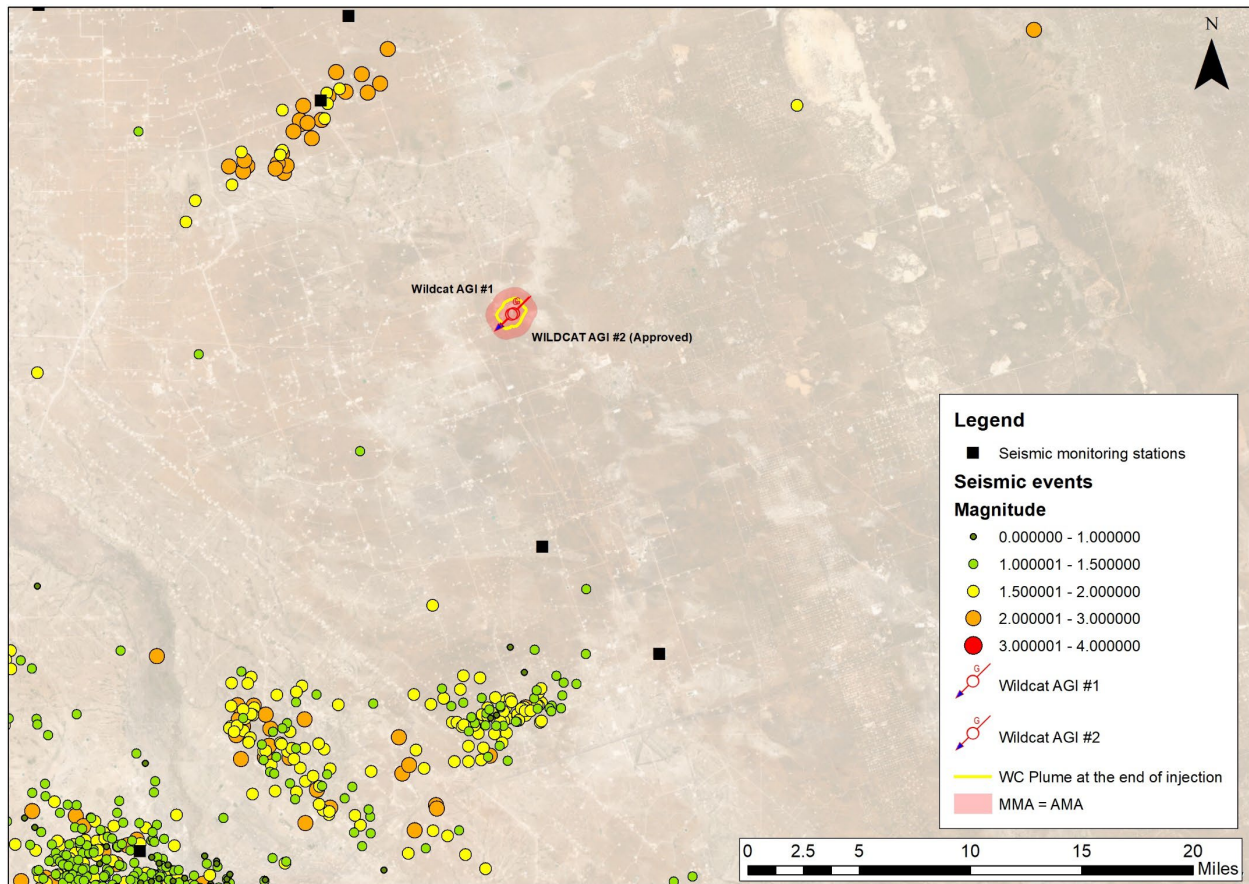 N
Wildcat AGI #1
G
WILDCAT AGI #2 (Approved)
Legend
Seismic monitoring stations
Seismic events
Magnitude
0.000000 - 1.000000
1.000001 - 1.500000
1.500001 - 2.000000
2.000001 - 3.000000
3.000001 - 4.000000
G
Wildcat AGI #1
G
Wildcat AGI #2
WC Plume at the end of injection
MMA = AMA
0 2.5 5 10 15 20
Miles